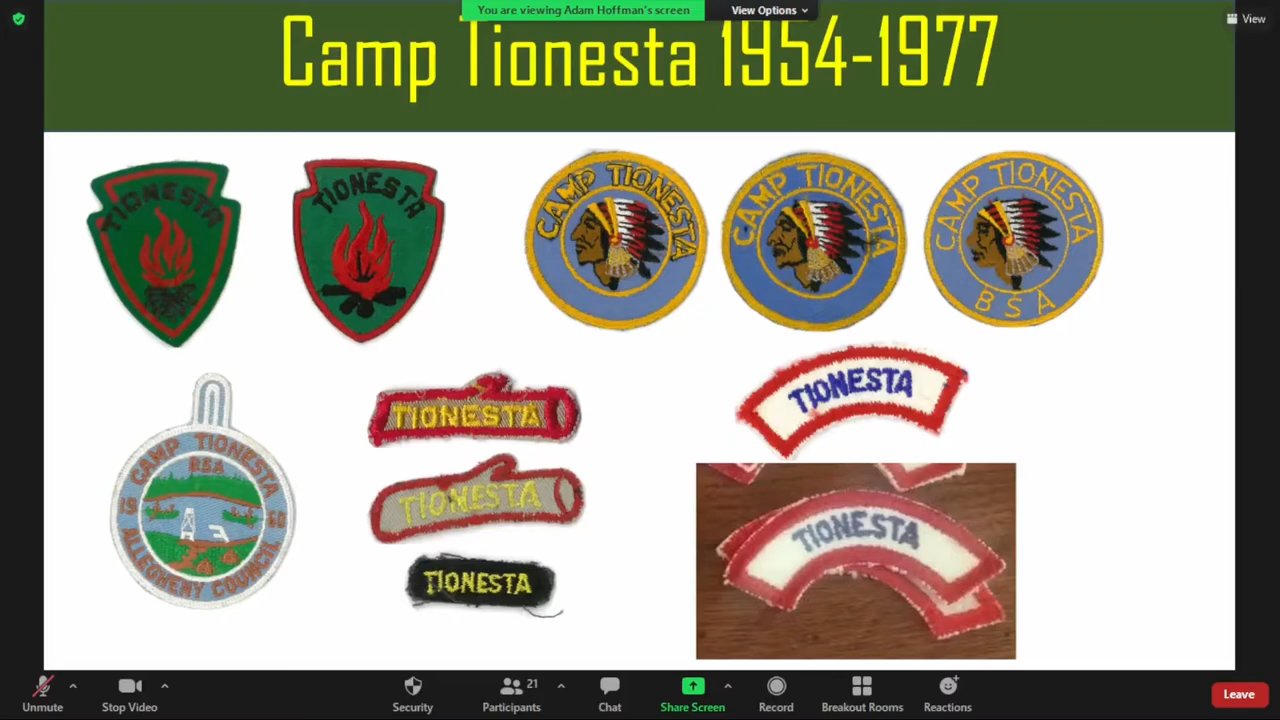 You are viewing Adam Hoffman's screen
View Options
View
Camp Tionesta 1954-1977
TIONESTA
TIONESTA
CAMP TIONESTA
CAMP TIONESTA
CAMP TIONESTA
BSA
CAMP TIONESTA
BSA
19 60
ALLEGHENY COUNCIL
TIONESTA
TIONESTA
TIONESTA
TIONESTA
TIONESTA
Unmute
Stop Video
Security
21
Participants
Chat
Share Screen
Record
Breakout Rooms
Reactions
Leave